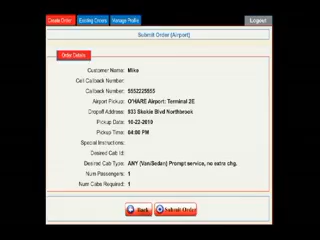 Create Order Existing Orders Manage Profile Logout
Submit Order [Airport]
Order Details
Customer Name: Mike
Cell Callback Number:
Callback Number: 5552225555
Airport Pickup: O'HARE Airport: Terminal 2E
Dropoff Address: 933 Skokie Blvd Northbrook
Pickup Date: 10-22-2019
Pickup Time: 04:00 PM
Special Instructions:
Desired Cab Id:
Desired Cab Type: ANY (Van/Sedan) Prompt service, no extra chg.
Num Passengers: 1
Num Cabs Required: 1
Back Submit Order